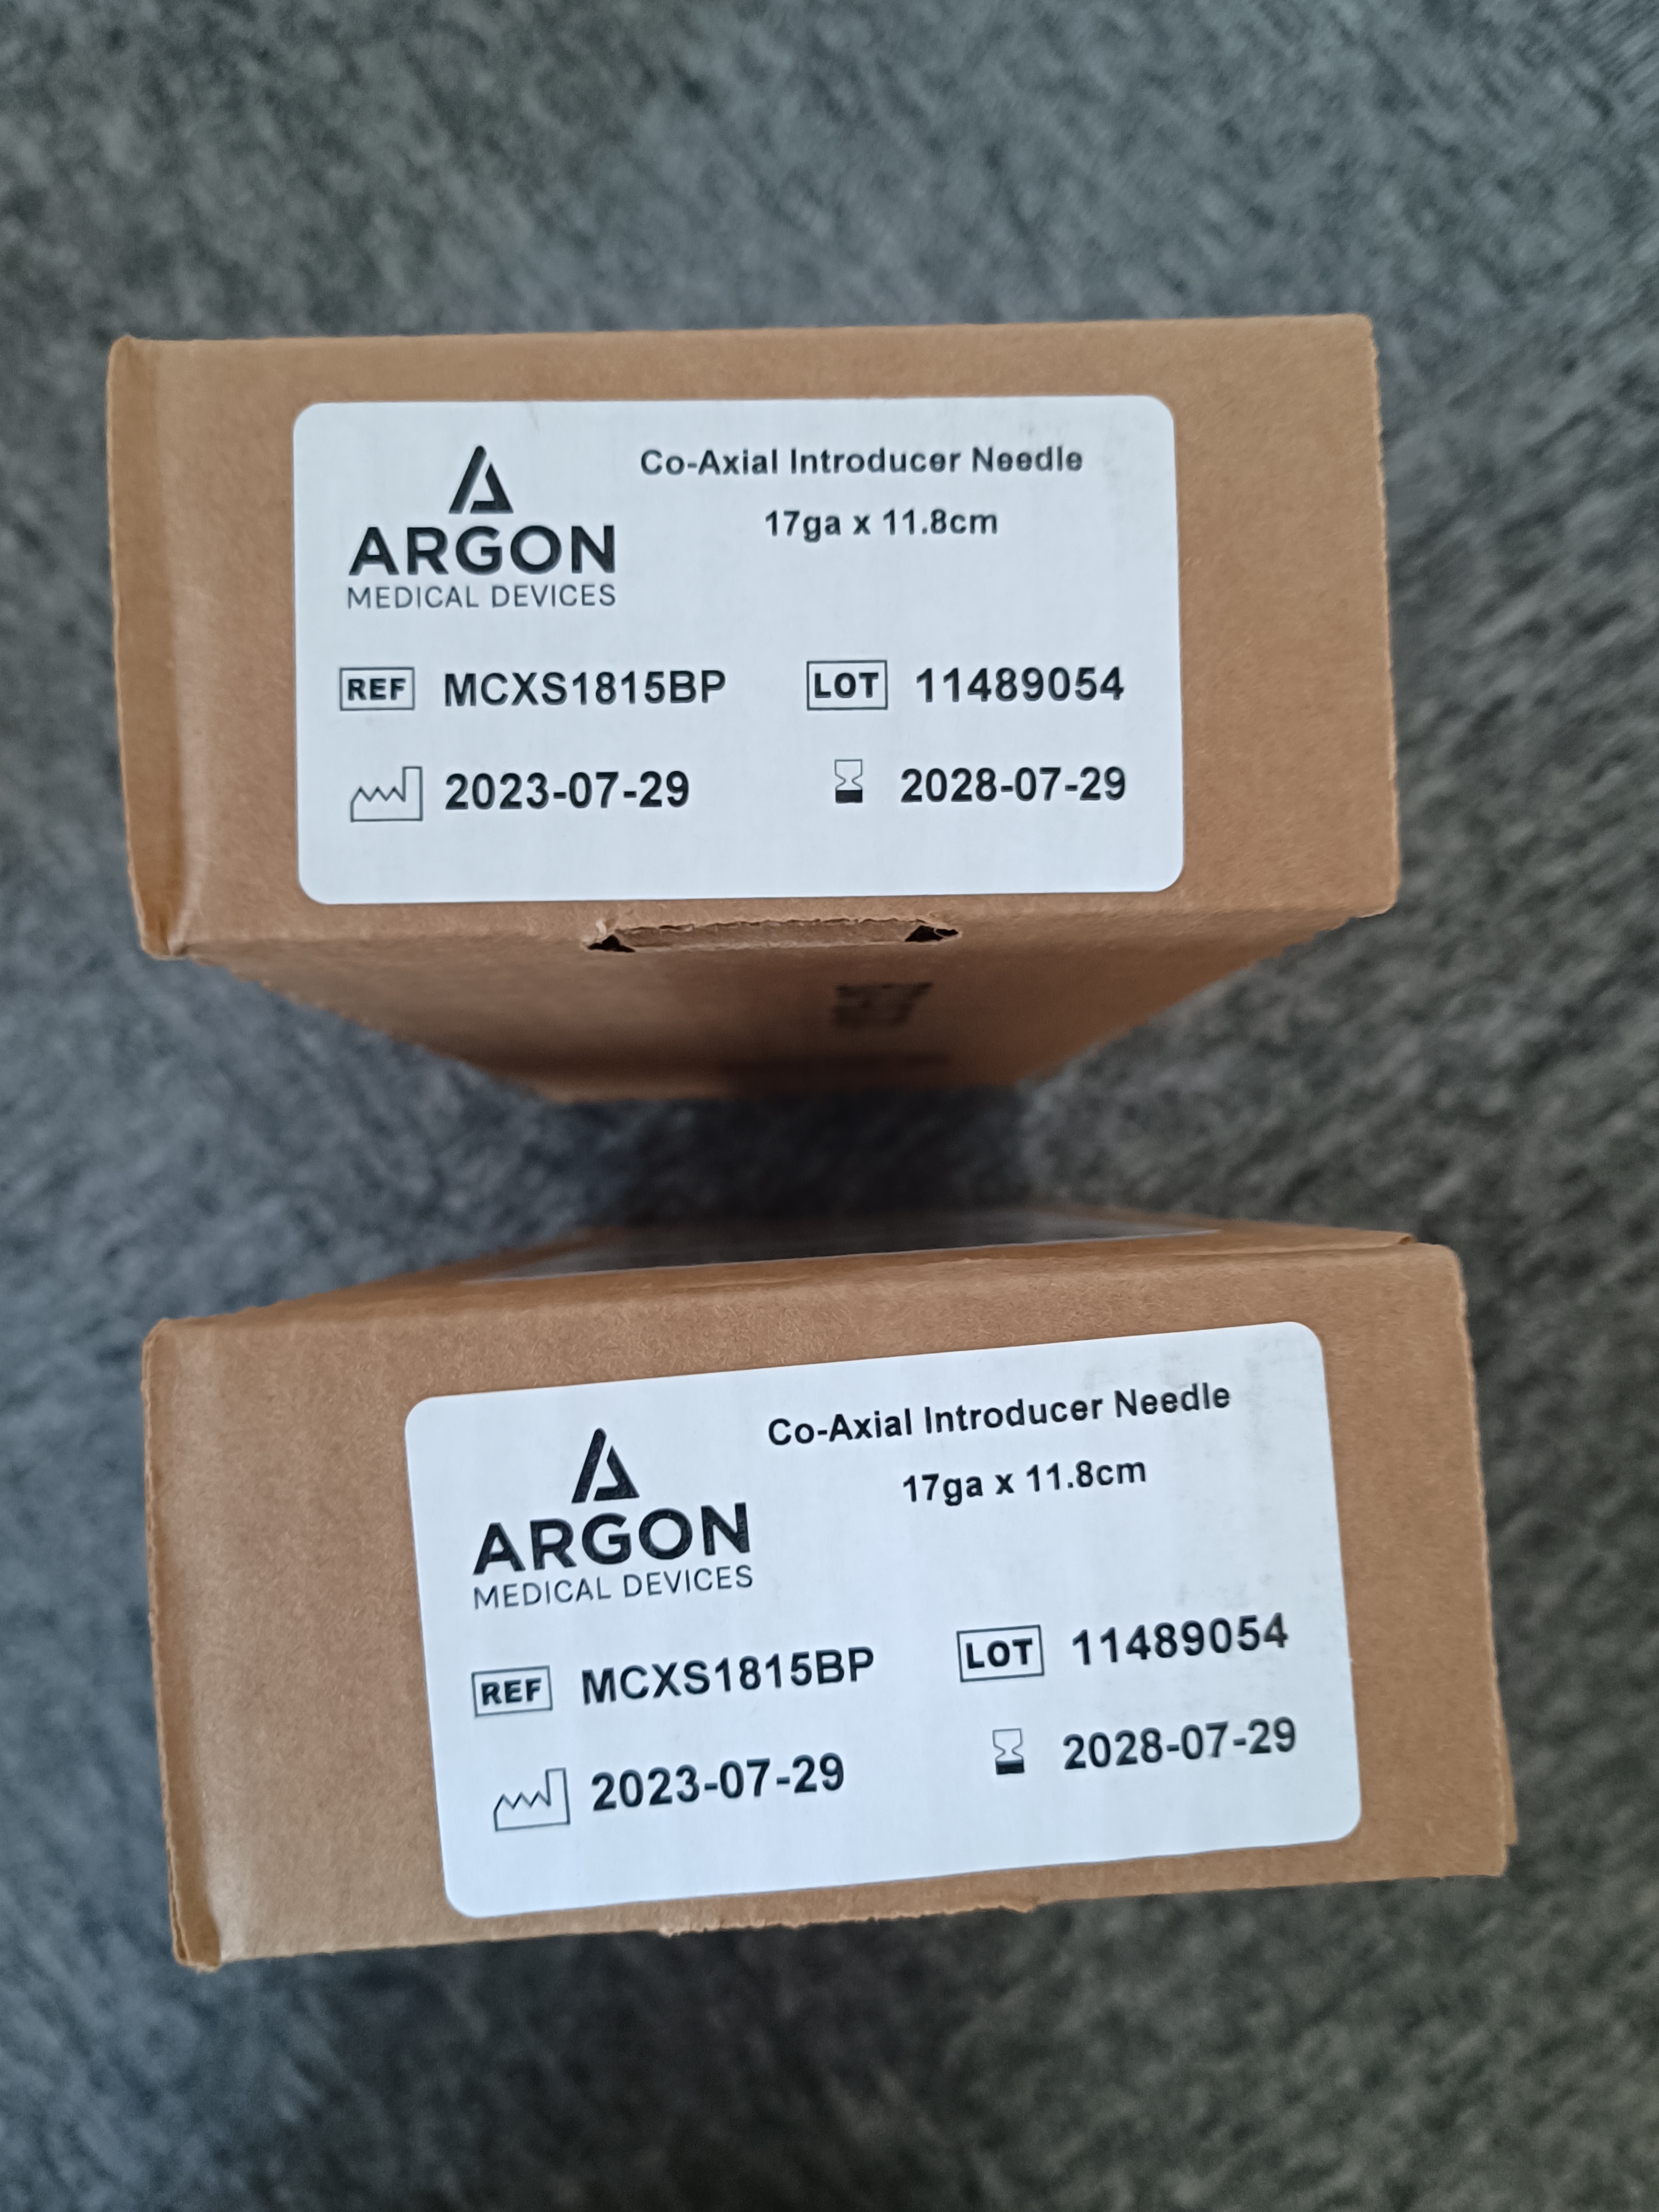 Co-Axial Introducer Needle
17ga x 11.8cm
ARGON
MEDICAL DEVICES
REF MCXS1815BP LOT 11489054
2023-07-29 2028-07-29
Co-Axial Introducer Needle
17ga x 11.8cm
ARGON
MEDICAL DEVICES
REF MCXS1815BP LOT 11489054
2023-07-29 2028-07-29